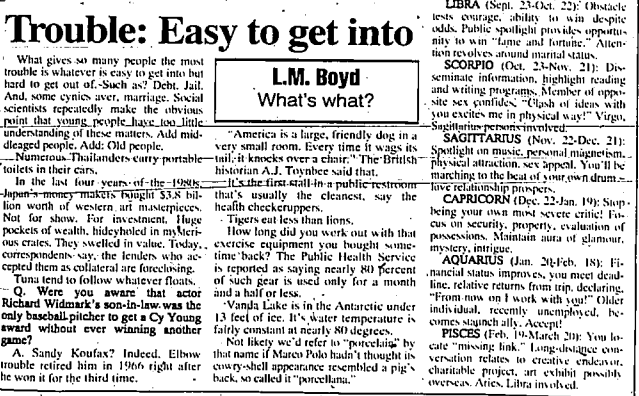 Trouble: Easy to get into
What gives so many people the most
trouble is whatever is easy to get into but
hard to get out of. Such as? Debt. Jail.
And, some cynics aver, marriage. Social
scientists repeatedly make the obvious
point that young people have too little
understanding of these matters. Add mid-
dleaged people. Add: Old people.
Numerous Thailanders carry portable
toilets in their cars.
In the last four years of the 1980s,
Japan's money makers bought $3.8 bil-
lion worth of western art masterpieces.
Not for show. For investment. Huge
pockets of wealth, hideyholed in mysteri-
ous crates. They swelled in value. Today,
correspondents say, the lenders who ac-
cepted them as collateral are foreclosing.
Tuna tend to follow whatever floats.
Q. Were you aware that actor
Richard Widmark's son-in-law was the
only baseball pitcher to get a Cy Young
award without ever winning another
game?
A. Sandy Koufax? Indeed. Elbow
trouble retired him in 1966 right after
he won it for the third time.
L.M. Boyd
What's what?
"America is a large, friendly dog in a
very small room. Every time it wags its
tail, it knocks over a chair." The British
historian A.J. Toynbee said that.
It's the first stall in a public restroom
that's usually the cleanest, say the
health checkeruppers.
Tigers eat less than lions.
How long did you work out with that
exercise equipment you bought some-
time back? The Public Health Service
is reported as saying nearly 80 percent
of such gear is used only for a month
and a half or less.
Vanda Lake is in the Antarctic under
13 feet of ice. It's water temperature is
fairly constant at nearly 80 degrees.
Not likely we'd refer to "porcelain" by
that name if Marco Polo hadn't thought its
cowry-shell appearance resembled a pig's
back, so called it "porcellana."
LIBRA (Sept. 23-Oct. 22): Obstacle
tests courage, ability to win despite
odds. Public spotlight provides opportu-
nity to win "fame and fortune." Atten-
tion revolves around marital status.
SCORPIO (Oct. 23-Nov. 21): Dis-
seminate information, highlight reading
and writing programs. Member of oppo-
site sex confides, "Clash of ideas with
you excites me in physical way!" Virgo,
Sagittarius persons involved.
SAGITTARIUS (Nov. 22-Dec. 21):
Spotlight on music, personal magnetism,
physical attraction, sex appeal. You'll be
marching to the beat of your own drum —
love relationship prospers.
CAPRICORN (Dec. 22-Jan. 19): Stop
being your own most severe critic! Fo-
cus on security, property, evaluation of
possessions. Maintain aura of glamour,
mystery, intrigue.
AQUARIUS (Jan. 20-Feb. 18): Fi-
nancial status improves, you meet dead-
line, relative returns from trip, declaring,
"From now on I work with you!" Older
individual, recently unemployed, be-
comes staunch ally. Accept!
PISCES (Feb. 19-March 20): You lo-
cate "missing link." Long-distance con-
versation relates to creative endeavor,
charitable project, art exhibit possibly
overseas. Aries, Libra involved.